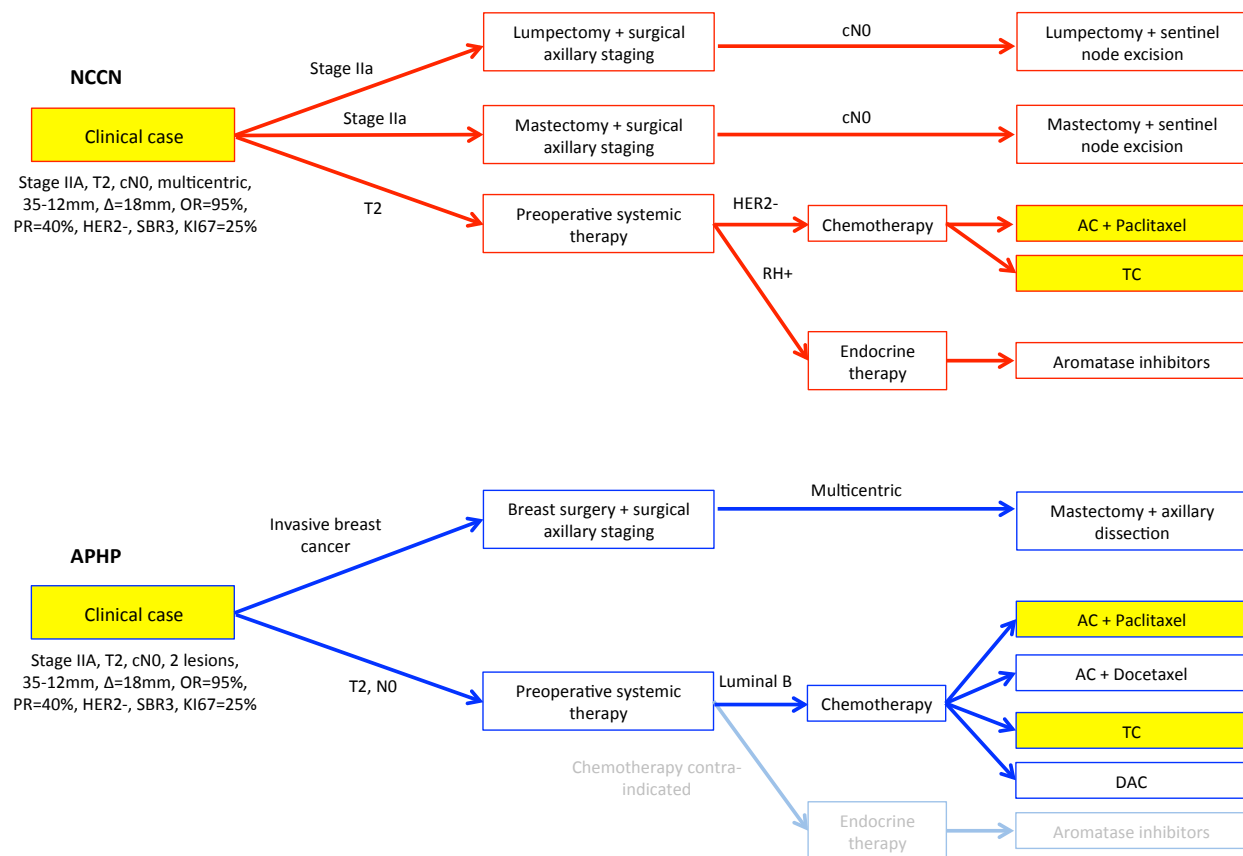 NCCN
Clinical case
Stage IIA, T2, cN0, multicentric,
35-12mm, Δ=18mm, OR=95%,
PR=40%, HER2-, SBR3, KI67=25%
Stage IIa
Lumpectomy + surgical
axillary staging
cN0
Lumpectomy + sentinel
node excision
Stage IIa
Mastectomy + surgical
axillary staging
cN0
Mastectomy + sentinel
node excision
T2
Preoperative systemic
therapy
HER2-
Chemotherapy
AC + Paclitaxel
TC
RH+
Endocrine
therapy
Aromatase inhibitors
APHP
Clinical case
Stage IIA, T2, cN0, 2 lesions,
35-12mm, Δ=18mm, OR=95%,
PR=40%, HER2-, SBR3, KI67=25%
Invasive breast
cancer
Breast surgery + surgical
axillary staging
Multicentric
Mastectomy + axillary
dissection
T2, N0
Preoperative systemic
therapy
Luminal B
Chemotherapy
AC + Paclitaxel
AC + Docetaxel
TC
DAC
Chemotherapy contra-
indicated
Endocrine
therapy
Aromatase inhibitors